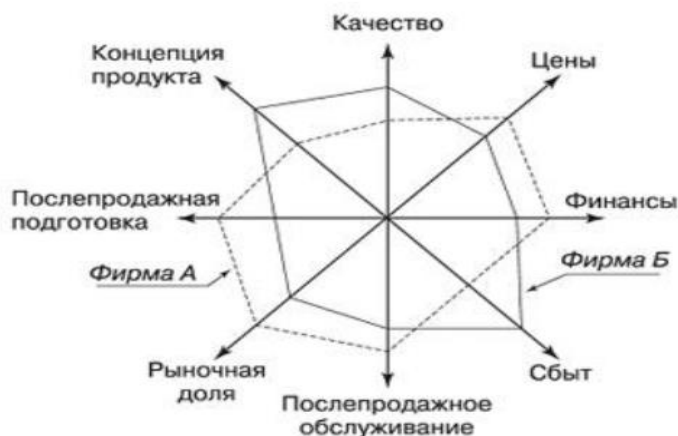 Качество
Концепция
продукта
Цены
Послепродажная
подготовка
Финансы
Фирма А
Фирма Б
Рыночная
доля
Сбыт
Послепродажное
обслуживание